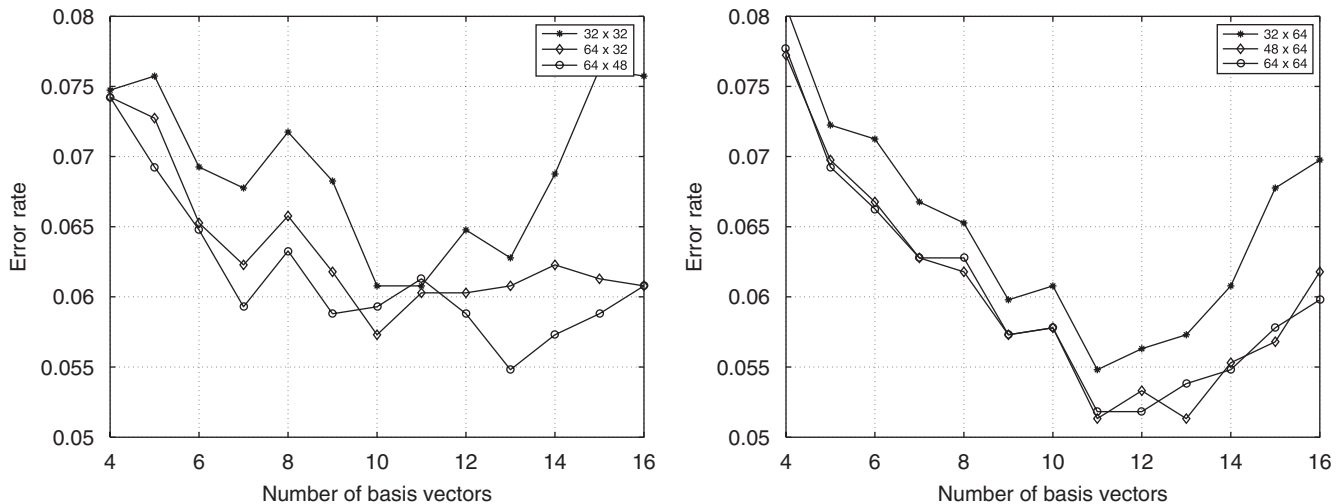 0.08
0.075
0.07
0.065
0.06
0.055
0.05
Error rate
4
6
8
10
12
14
16
Number of basis vectors
32 x 32
64 x 32
64 x 48
0.08
0.075
0.07
0.065
0.06
0.055
0.05
Error rate
4
6
8
10
12
14
16
Number of basis vectors
32 x 64
48 x 64
64 x 64